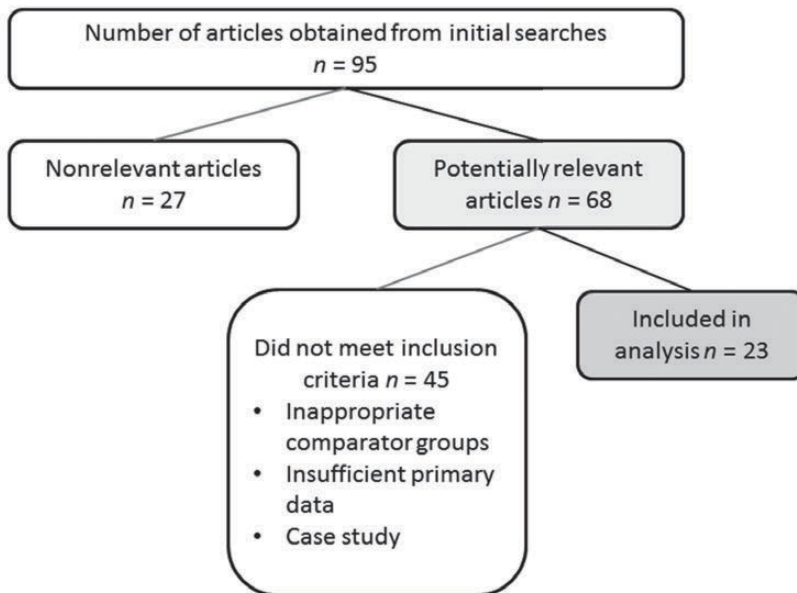 Number of articles obtained from initial searches
n = 95
Nonrelevant articles
n = 27
Potentially relevant
articles n = 68
Did not meet inclusion
criteria n = 45
• Inappropriate
comparator groups
• Insufficient primary
data
• Case study
Included in
analysis n = 23